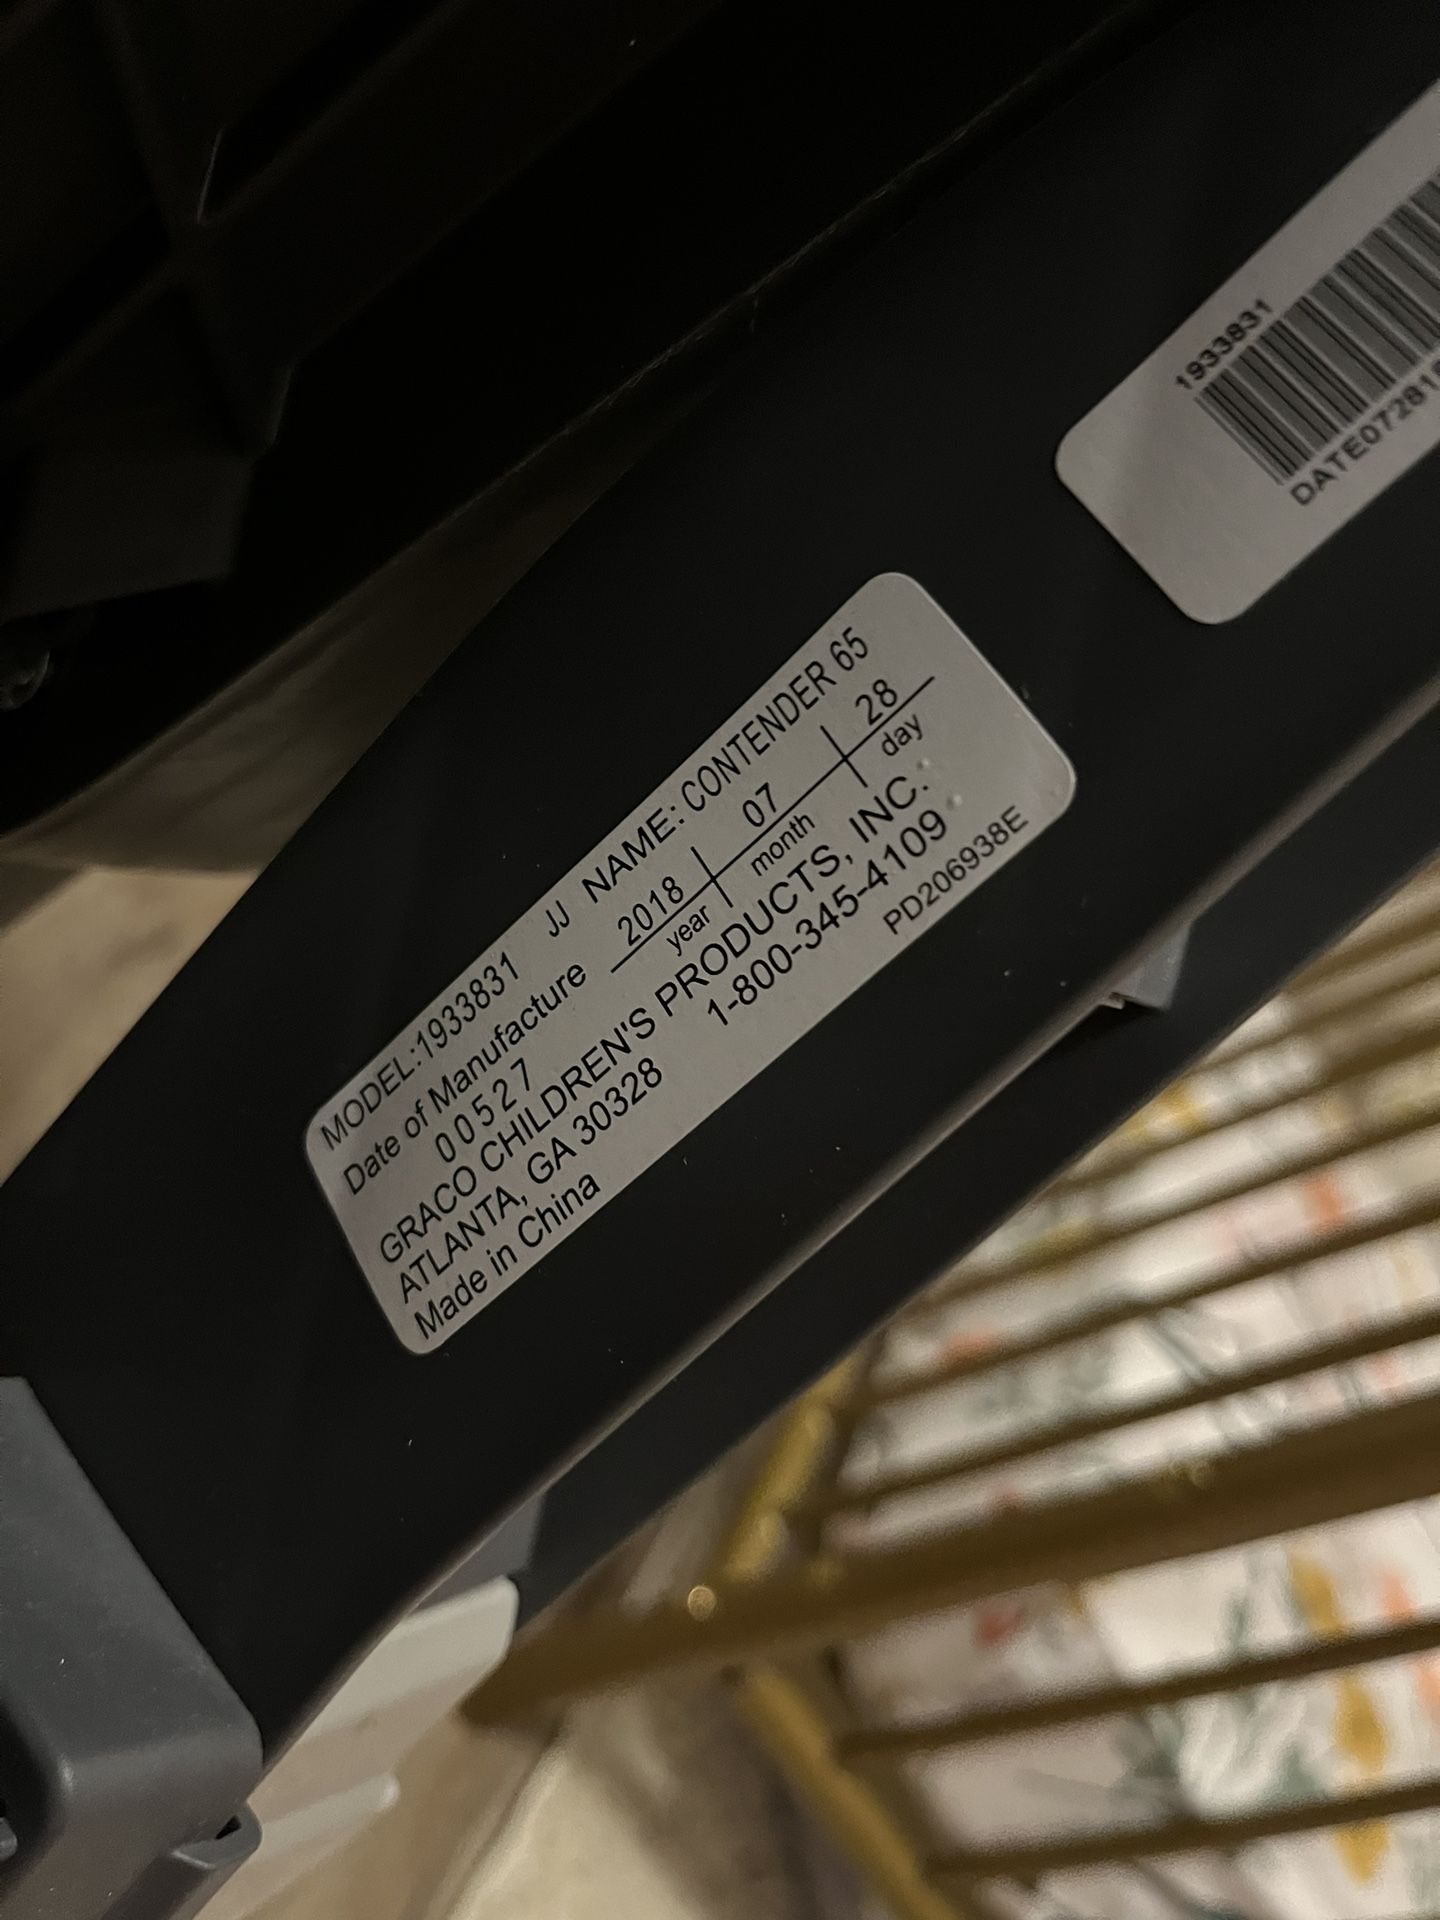 MODEL:1933831 JJ NAME: CONTENDER 65
Date of Manufacture 2018 07 28
year month day
00527
GRACO CHILDREN'S PRODUCTS, INC.
ATLANTA, GA 30328 1-800-345-4109
Made in China PD206938E
1933831